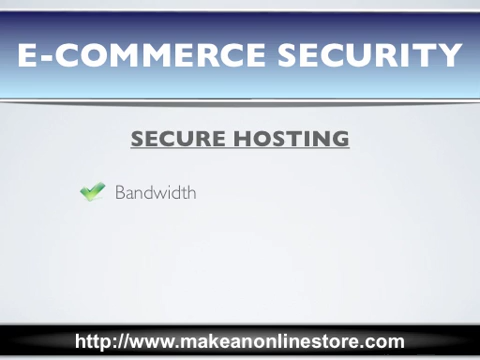 E-COMMERCE SECURITY
SECURE HOSTING
Bandwidth
http://www.makeanonlinestore.com